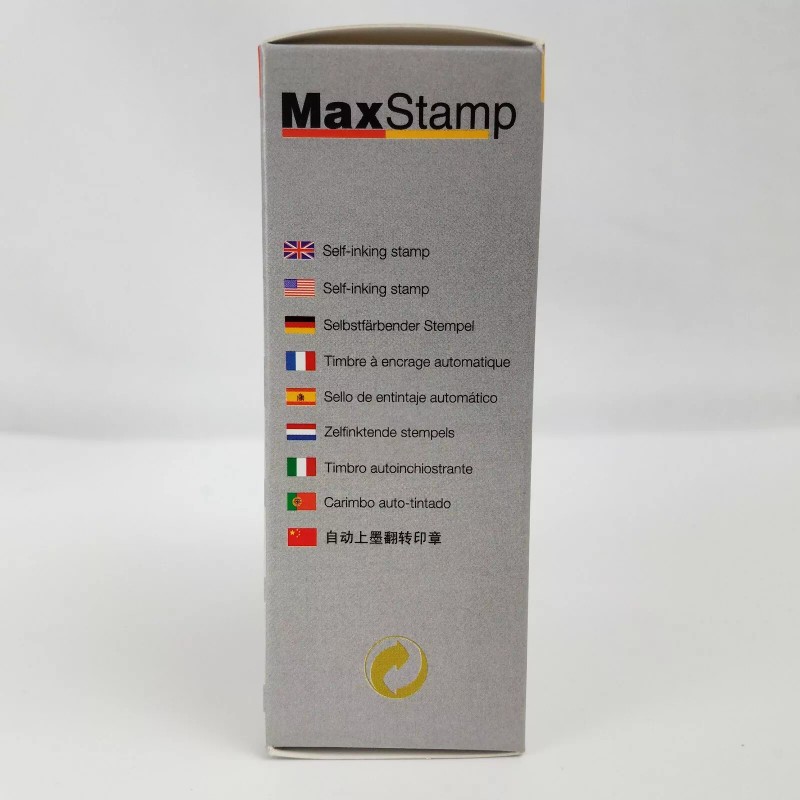 MaxStamp
Self-inking stamp
Self-inking stamp
Selbstfärbender Stempel
Timbre à encrage automatique
Sello de entintaje automático
Zelfinktende stempels
Timbro autoinchiostrante
Carimbo auto-tintado
自动上墨翻转印章